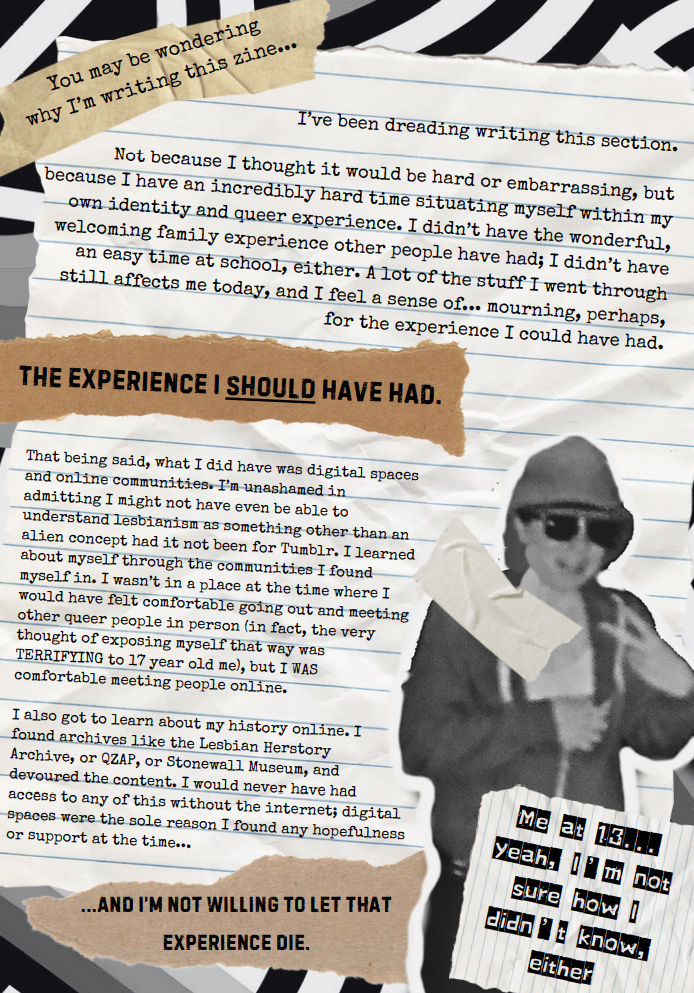 You may be wondering
why I'm writing this zine...
I've been dreading writing this section.
Not because I thought it would be hard or embarrassing, but
because I have an incredibly hard time situating myself within my
own identity and queer experience. I didn't have the wonderful,
welcoming family experience other people have had; I didn't have
an easy time at school, either. A lot of the stuff I went through
still affects me today, and I feel a sense of... mourning, perhaps,
for the experience I could have had.
THE EXPERIENCE I SHOULD HAVE HAD.
That being said, what I did have was digital spaces
and online communities. I'm unashamed in
admitting I might not have even be able to
understand lesbianism as something other than an
alien concept had it not been for Tumblr. I learned
about myself through the communities I found
myself in. I wasn't in a place at the time where I
would have felt comfortable going out and meeting
other queer people in person (in fact, the very
thought of exposing myself that way was
TERRIFYING to 17 year old me), but I WAS
comfortable meeting people online.
I also got to learn about my history online. I
found archives like the Lesbian Herstory
Archive, or QZAP, or Stonewall Museum, and
devoured the content. I would never have had
access to any of this without the internet; digital
spaces were the sole reason I found any hopefulness
or support at the time...
...AND I'M NOT WILLING TO LET THAT
EXPERIENCE DIE.
Me at 13...
yeah, I'm not
sure how I
didn't know,
either